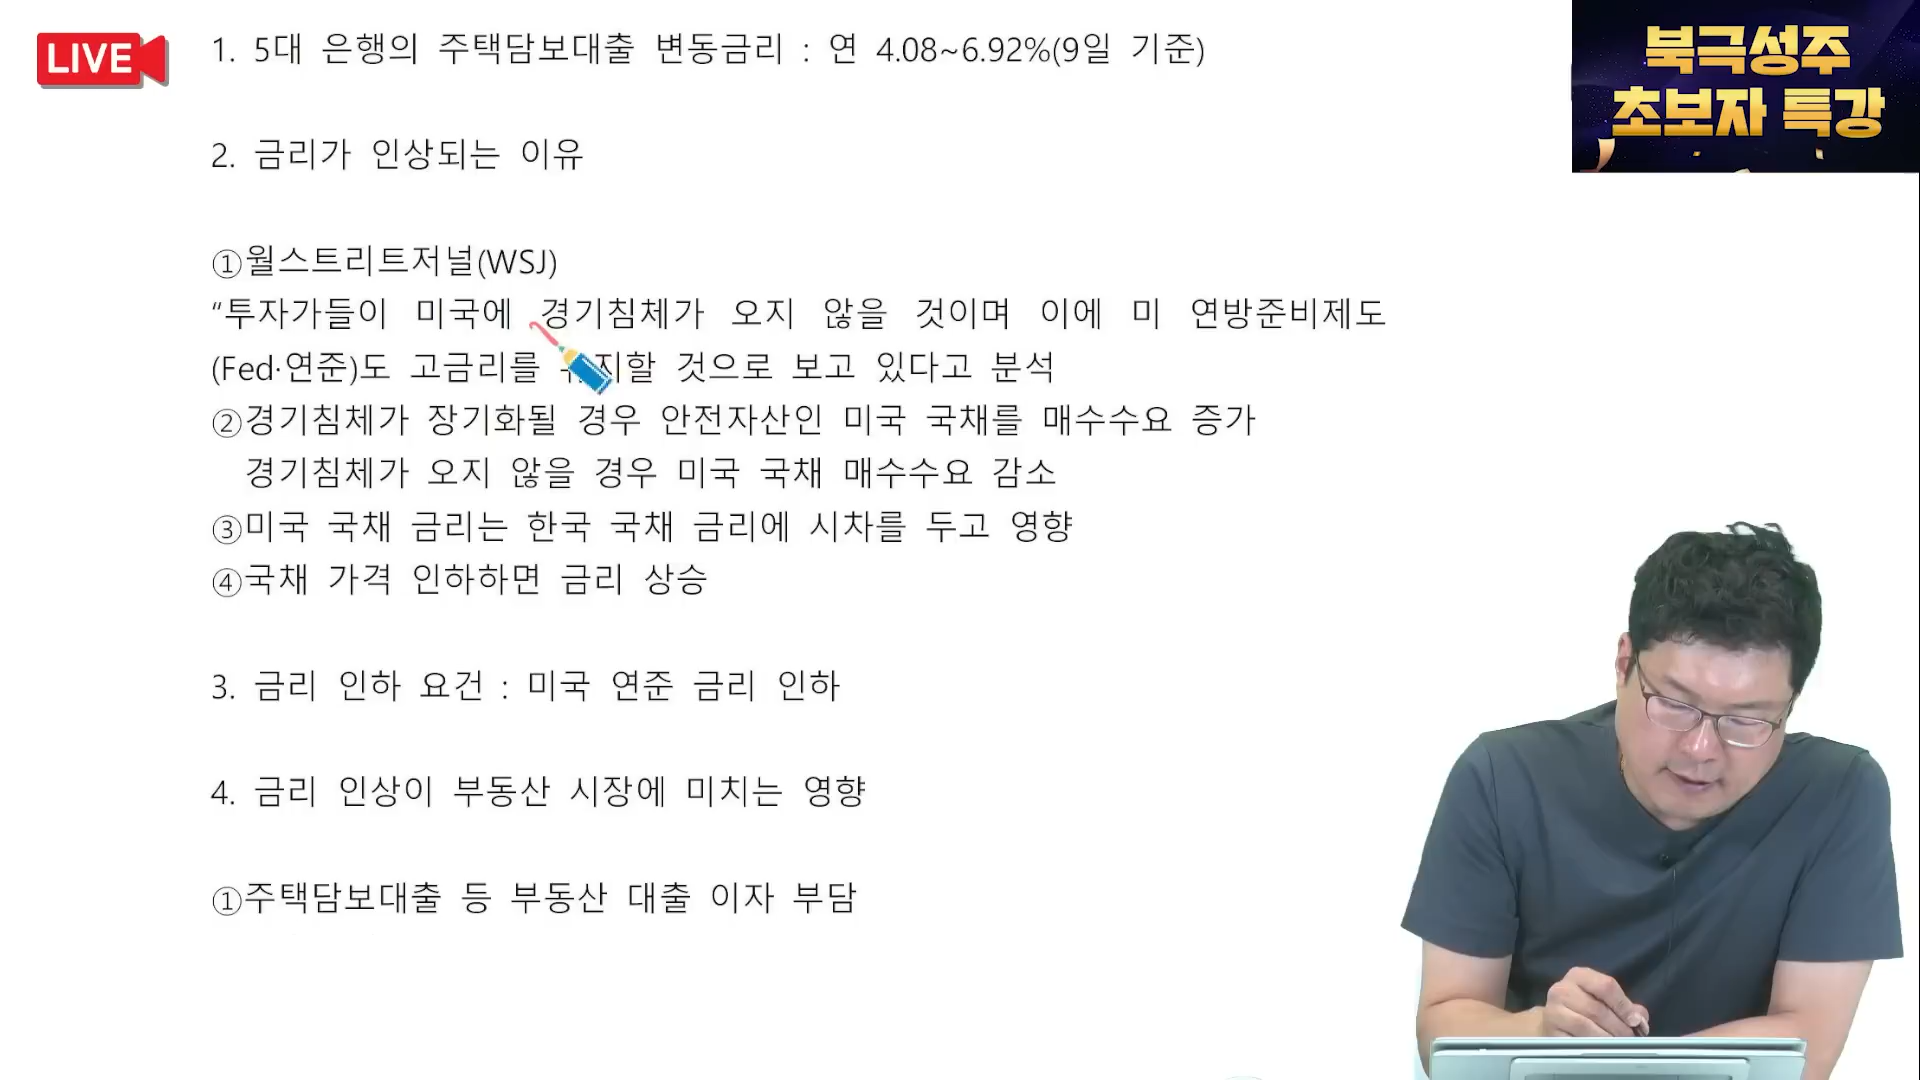 LIVE
북극성주
초보자 특강
1. 5대 은행의 주택담보대출 변동금리 : 연 4.08~6.92%(9일 기준)
2. 금리가 인상되는 이유
①월스트리트저널(WSJ)
“투자가들이 미국에 경기침체가 오지 않을 것이며 이에 미 연방준비제도
(Fed·연준)도 고금리를 것으로 보고 있다고 분석
②경기침체가 장기화될 경우 안전자산인 미국 국채를 매수수요 증가
경기침체가 오지 않을 경우 미국 국채 매수수요 감소
③미국 국채 금리는 한국 국채 금리에 시차를 두고 영향
④국채 가격 인하하면 금리 상승
3. 금리 인하 요건 : 미국 연준 금리 인하
4. 금리 인상이 부동산 시장에 미치는 영향
①주택담보대출 등 부동산 대출 이자 부담